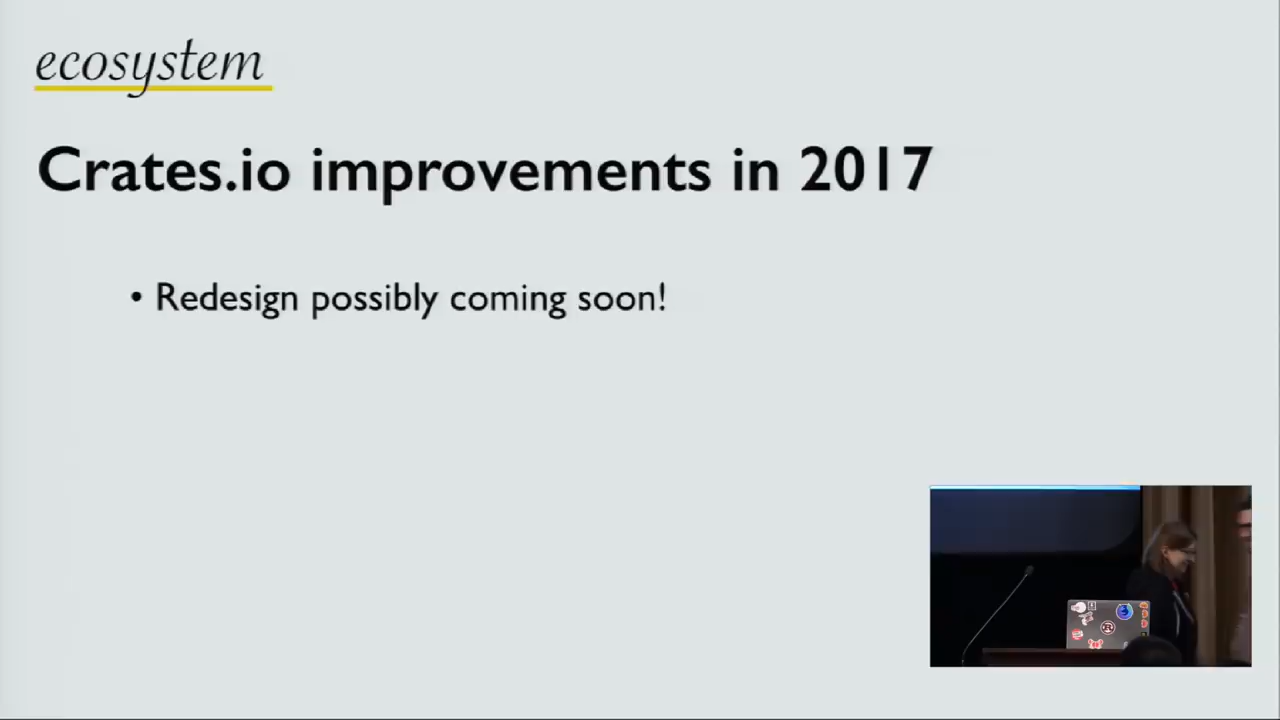 ecosystem
Crates.io improvements in 2017
• Redesign possibly coming soon!